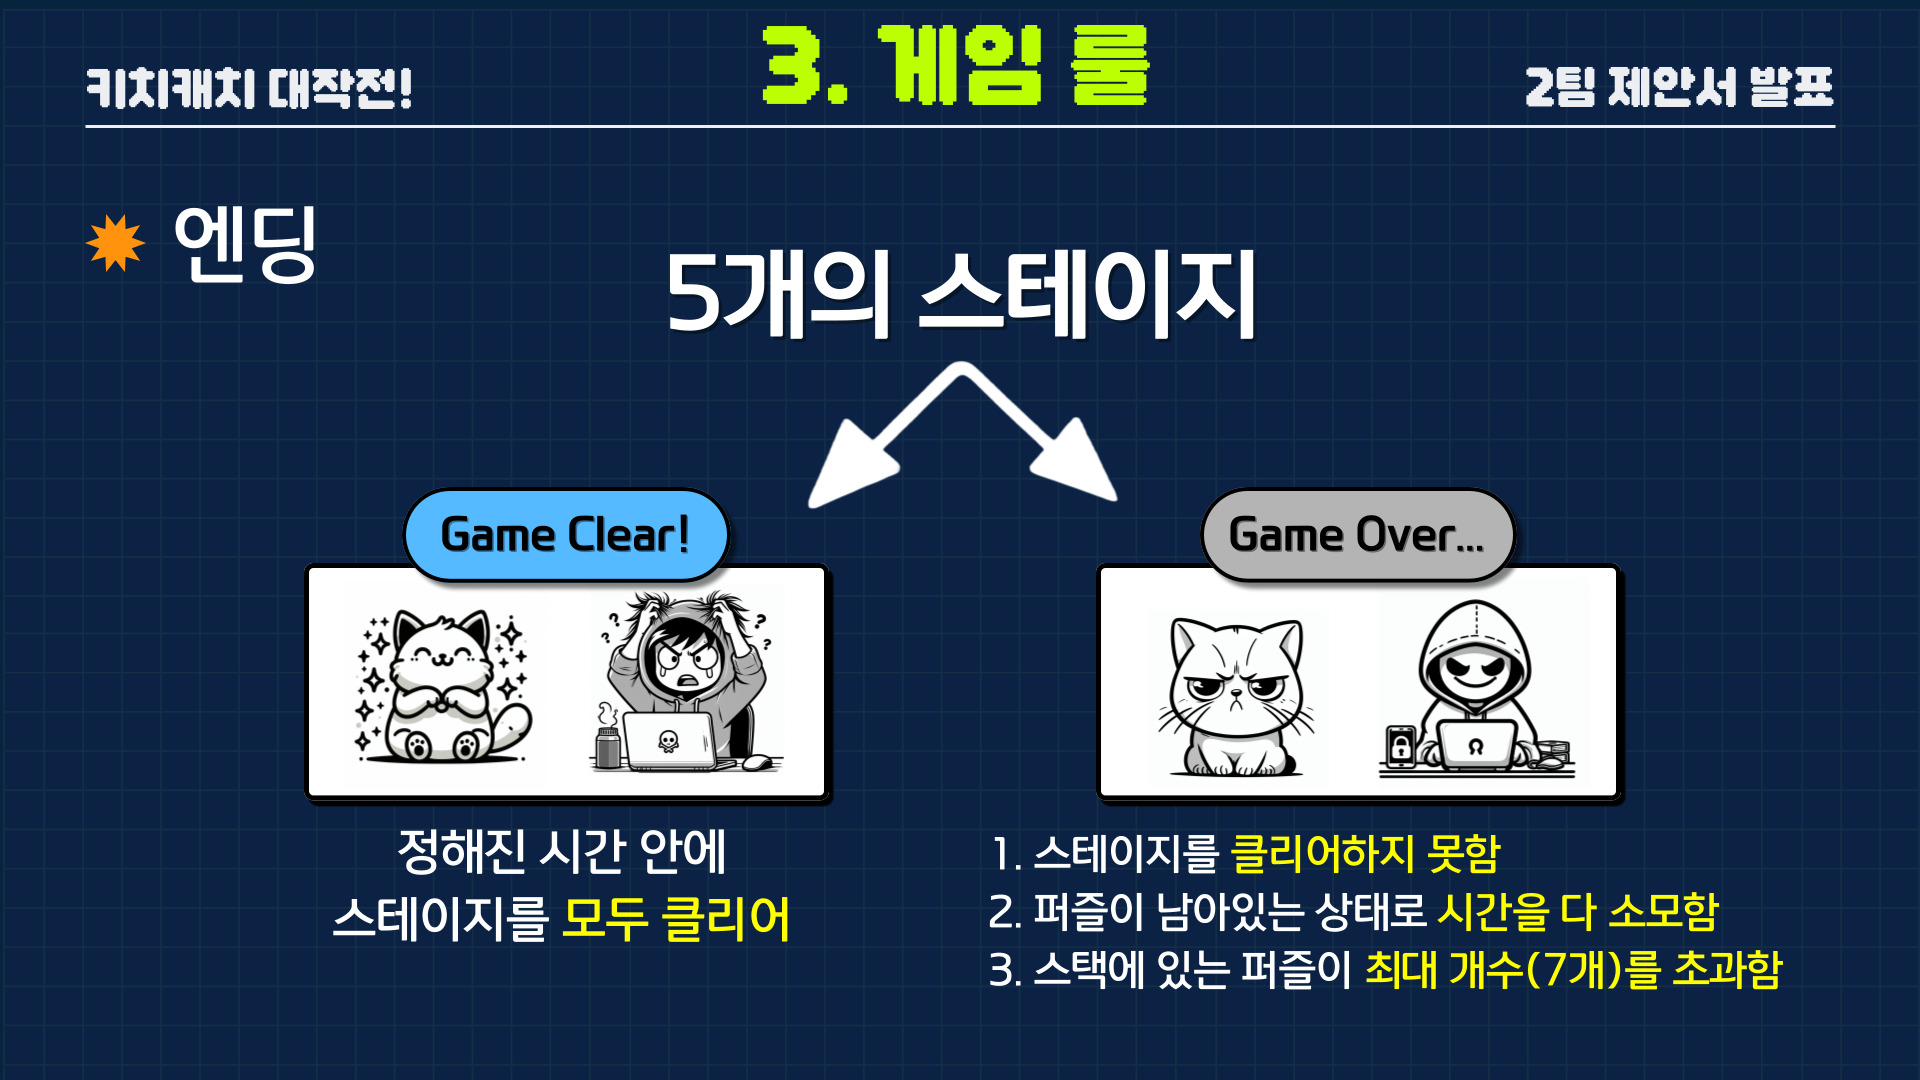 키치캐치 대작전!
3. 게임 룰
2팀 제안서 발표
엔딩
5개의 스테이지
Game Clear!
정해진 시간 안에
스테이지를 모두 클리어
Game Over...
1. 스테이지를 클리어하지 못함
2. 퍼즐이 남아있는 상태로 시간을 다 소모함
3. 스택에 있는 퍼즐이 최대 개수(7개)를 초과함